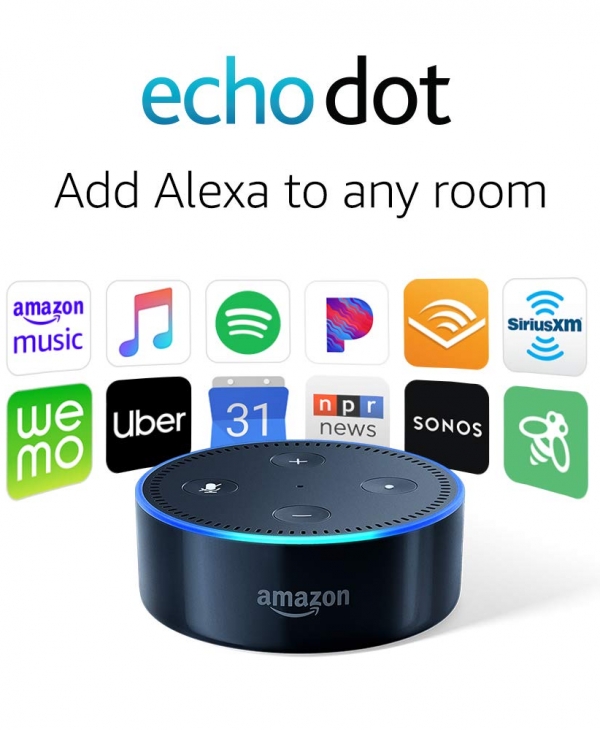 echo dot
Add Alexa to any room
amazon
music
SiriusXM
we
mo
Uber
31
npr
news
SONOS
amazon